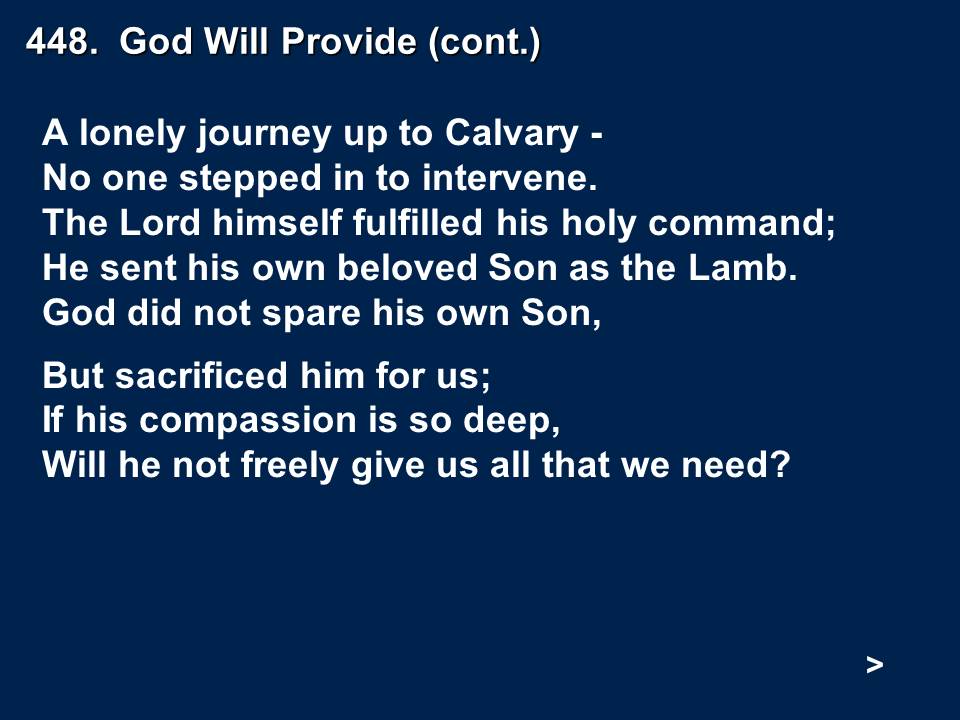 448.  God Will Provide (cont.)
A lonely journey up to Calvary -
No one stepped in to intervene.
The Lord himself fulfilled his holy command;
He sent his own beloved Son as the Lamb.
God did not spare his own Son,
But sacrificed him for us;
If his compassion is so deep,
Will he not freely give us all that we need?
>